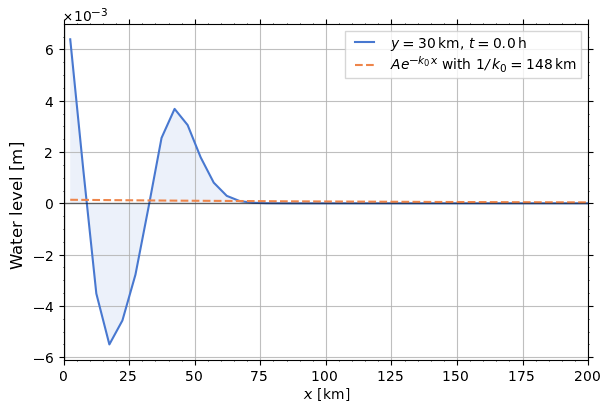 ×10⁻³
y = 30 km, t = 0.0 h
Ae^{-k₀x} with 1/k₀ = 148 km
Water level [m]
6
4
2
0
−2
−4
−6
0 25 50 75 100 125 150 175 200
x [km]